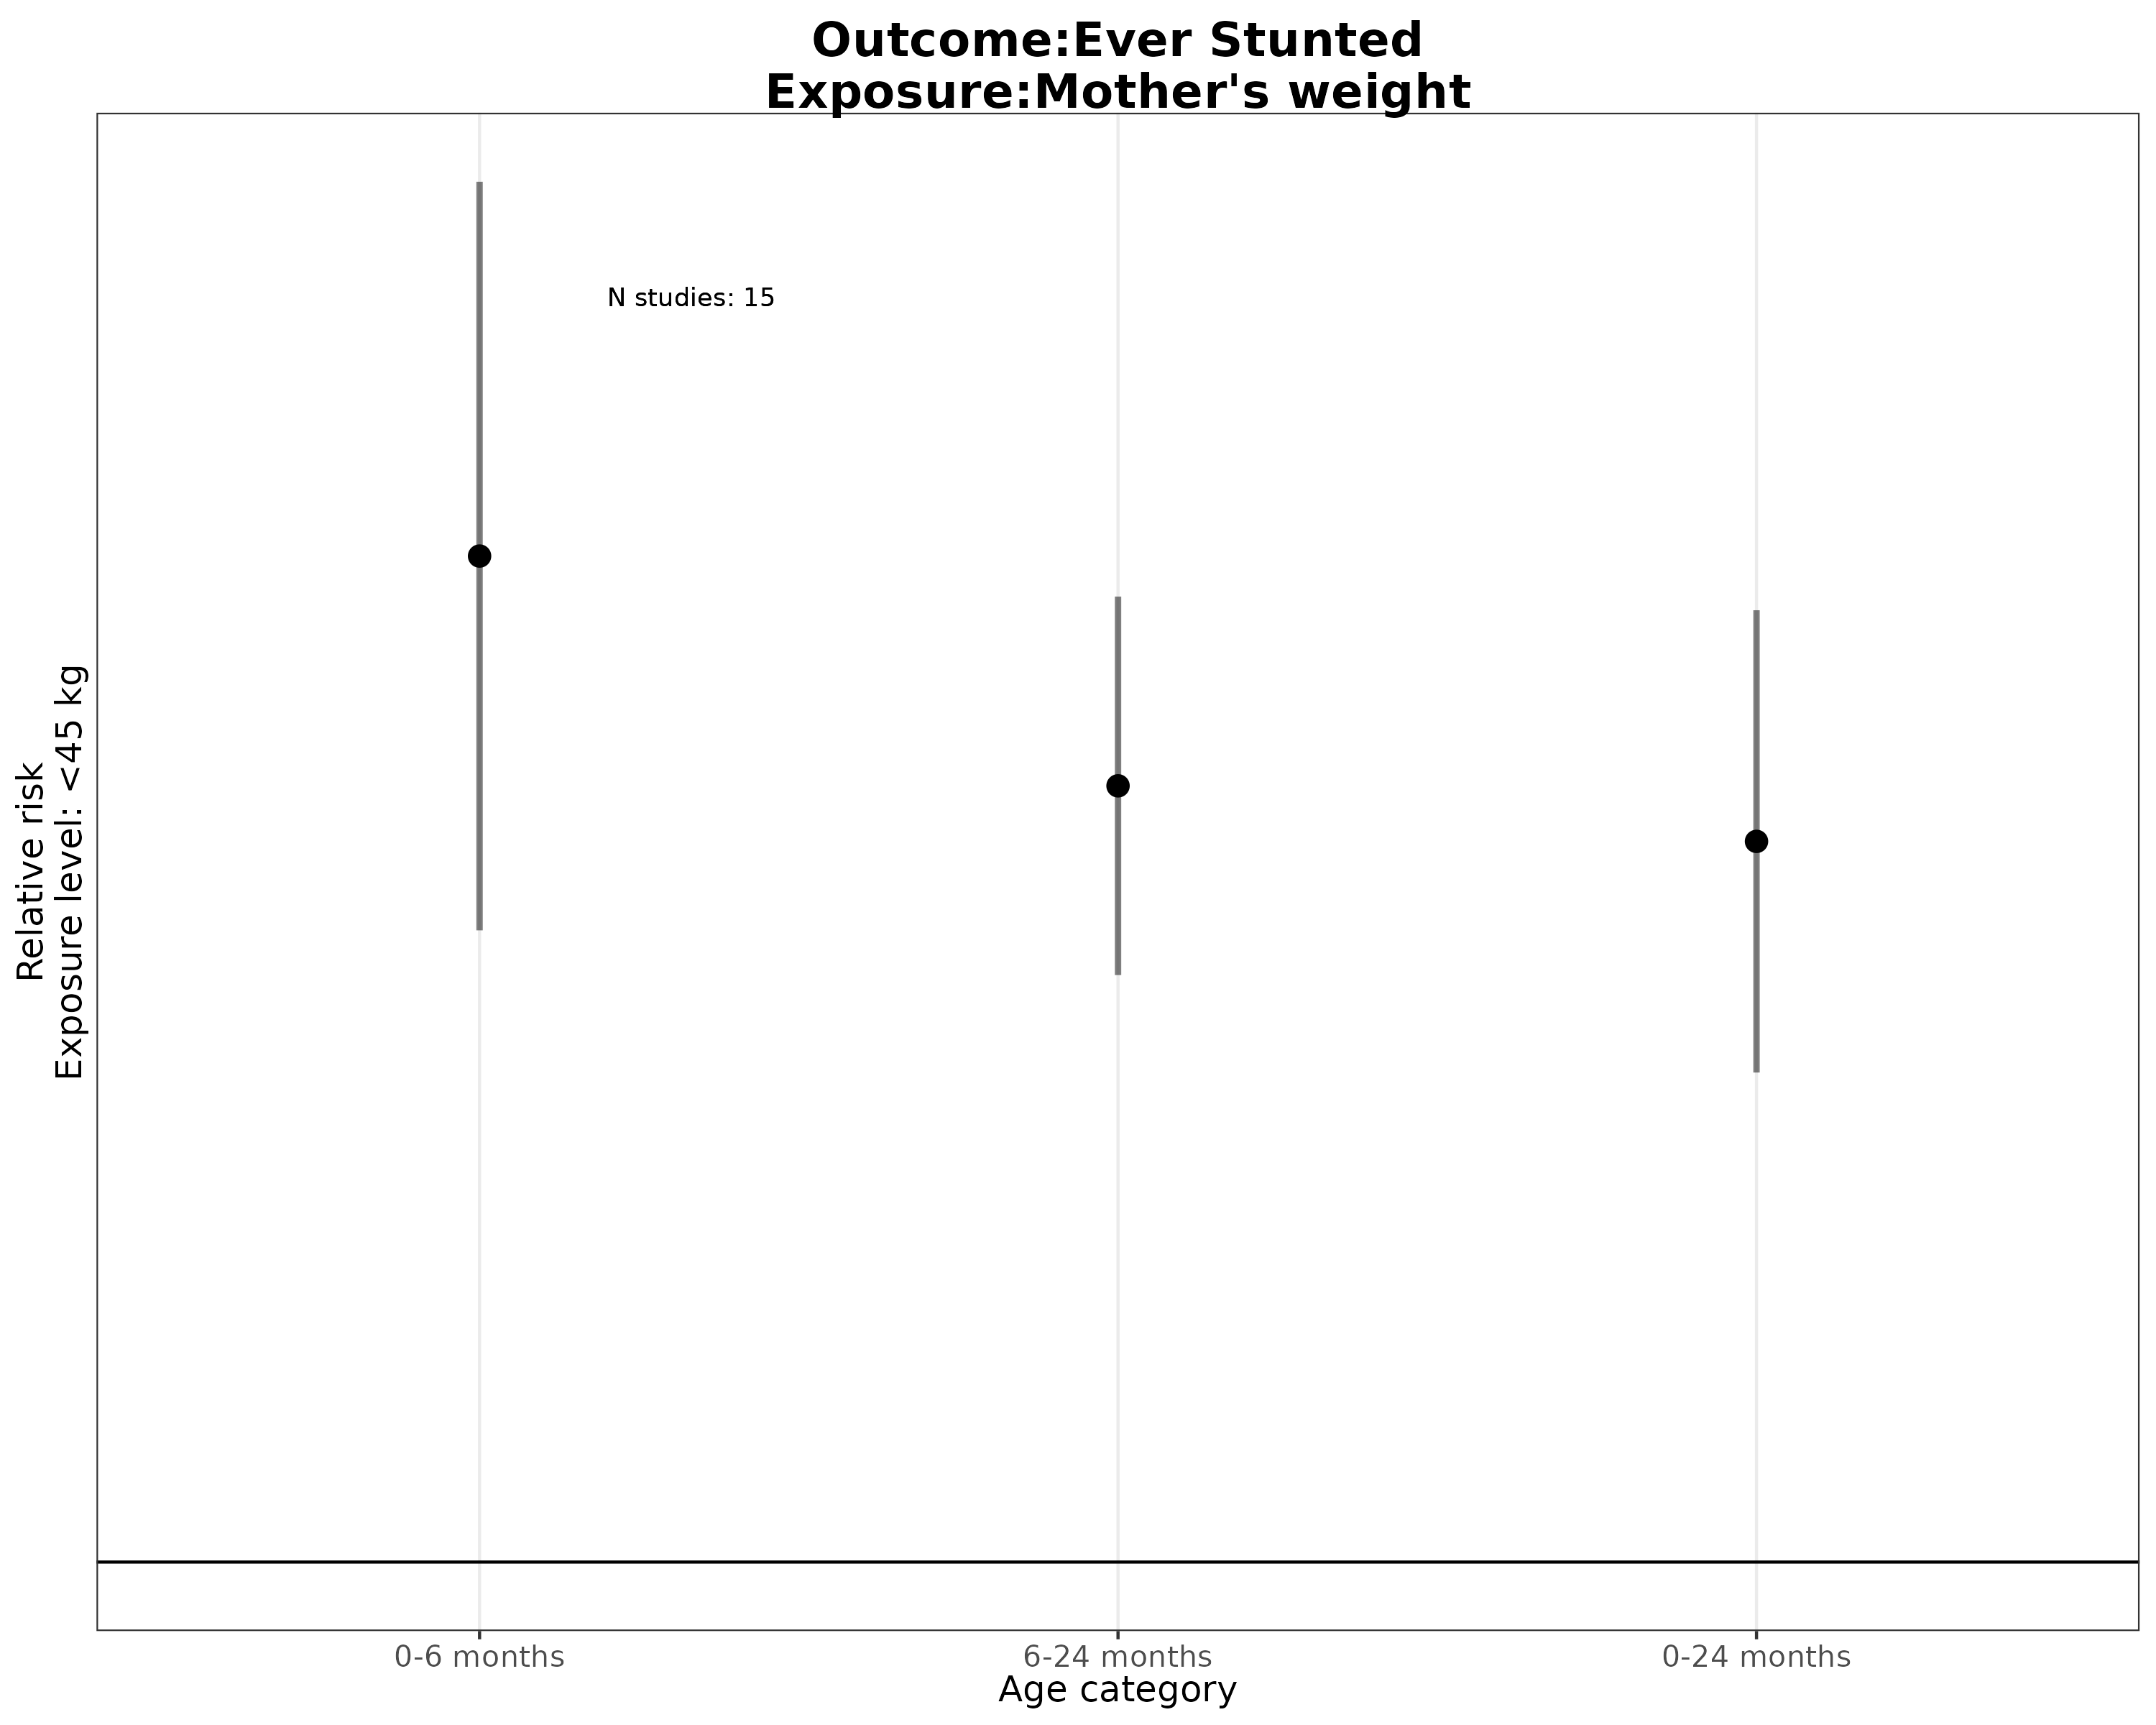 Outcome:Ever Stunted
Exposure:Mother's weight
N studies: 15
Relative risk
Exposure level: <45 kg
0-6 months
6-24 months
0-24 months
Age category